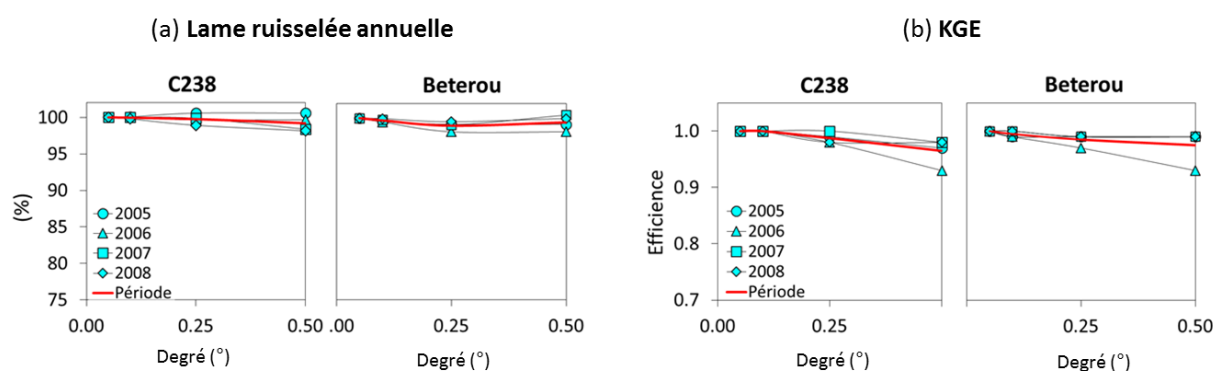 (a) Lame ruisselée annuelle
(b) KGE
C238
Beterou
C238
Beterou
100
95
90
85
80
75
(%)
2005
2006
2007
2008
Période
0.00
0.25
0.50
.00
0.25
0.50
Degré (°)
Degré (°)
1.0
0.9
0.8
0.7
Efficience
2005
2006
2007
2008
Période
0.00
0.25
0.25
0.50
Degré (°)
Degré (°)